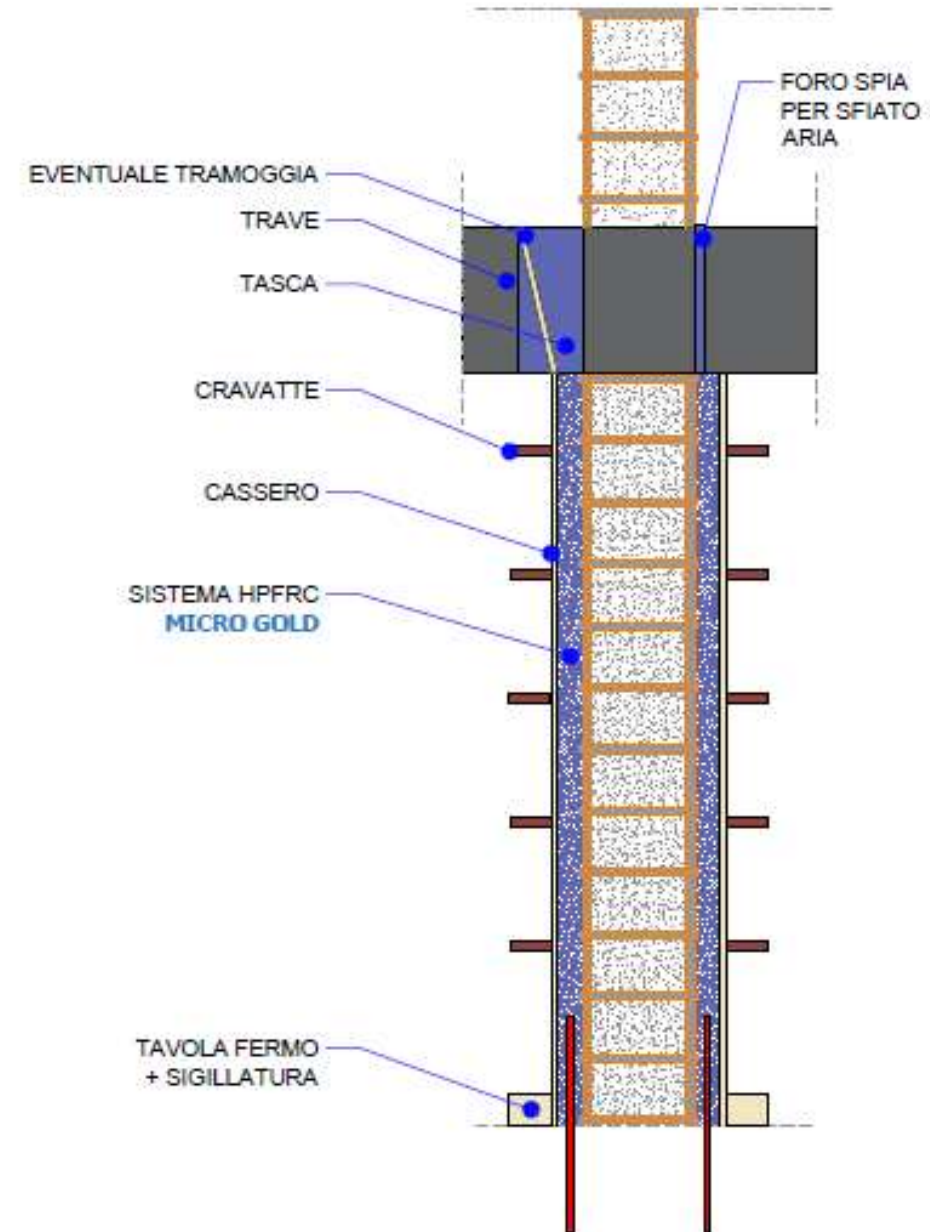 FORO SPIA
PER SFIATO
ARIA
EVENTUALE TRAMOGGIA
TRAVE
TASCA
CRAVATTE
CASSERO
SISTEMA HPFRC
MICRO GOLD
TAVOLA FERMO
+ SIGILLATURA